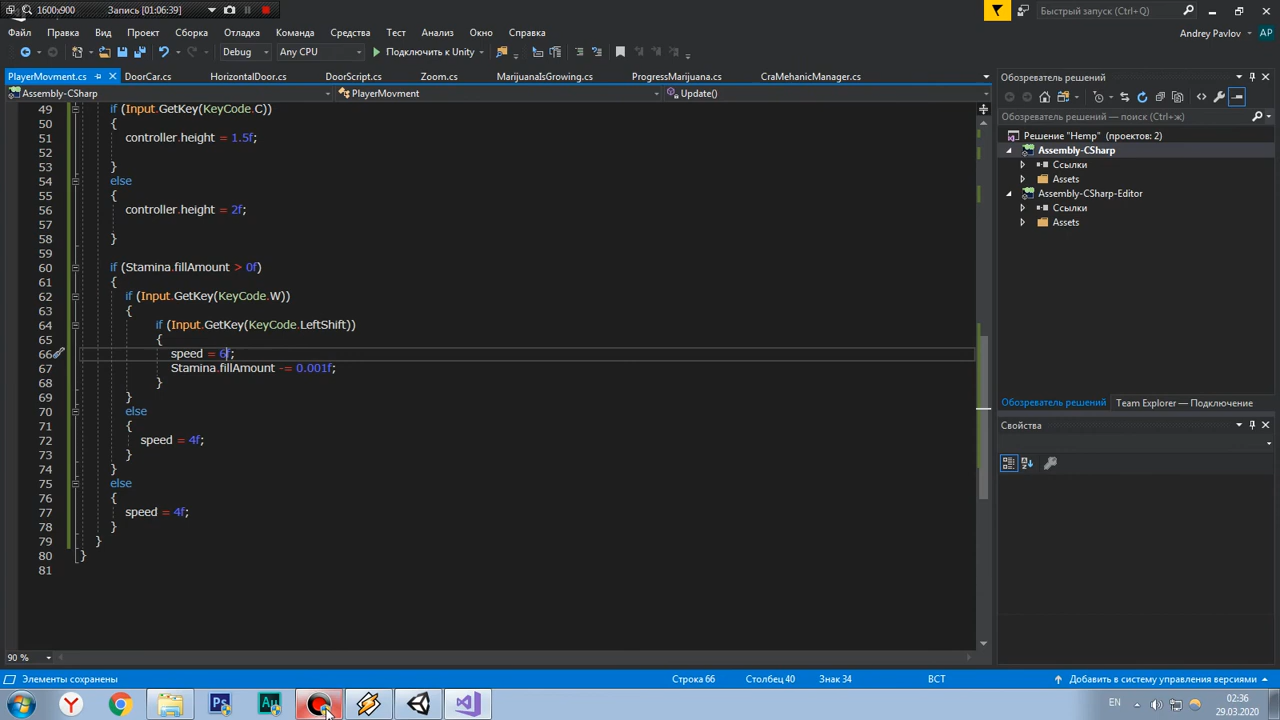 1600x900 Запись [01:06:39]
Быстрый запуск (Ctrl+Q)
Файл Правка Вид Проект Сборка Отладка Команда Средства Тест Анализ Окно Справка Andrey Pavlov AP
Debug Any CPU Подключить к Unity
PlayerMovment.cs DoorCar.cs HorizontalDoor.cs DoorScript.cs Zoom.cs MarijuanaIsGrowing.cs ProgressMarijuana.cs CraMehanicManager.cs
Assembly-CSharp PlayerMovment Update()
49 if (Input.GetKey(KeyCode.C))
50 {
51 controller.height = 1.5f;
52
53 }
54 else
55 {
56 controller.height = 2f;
57
58 }
59
60 if (Stamina.fillAmount > 0f)
61 {
62 if (Input.GetKey(KeyCode.W))
63 {
64 if (Input.GetKey(KeyCode.LeftShift))
65 {
66 speed = 6f;
67 Stamina.fillAmount -= 0.001f;
68 }
69 }
70 else
71 {
72 speed = 4f;
73 }
74 }
75 else
76 {
77 speed = 4f;
78 }
79 }
80 }
81
90 %
Обозреватель решений
Обозреватель решений — поиск (Ctrl+ж)
Решение "Hemp" (проектов: 2)
Assembly-CSharp
Ссылки
Assets
Assembly-CSharp-Editor
Ссылки
Assets
Обозреватель решений Team Explorer — Подключение
Свойства
Элементы сохранены Строка 66 Столбец 40 Знак 34 ВСТ Добавить в систему управления версиями
Y Ps Au EN 02:36
29.03.2020